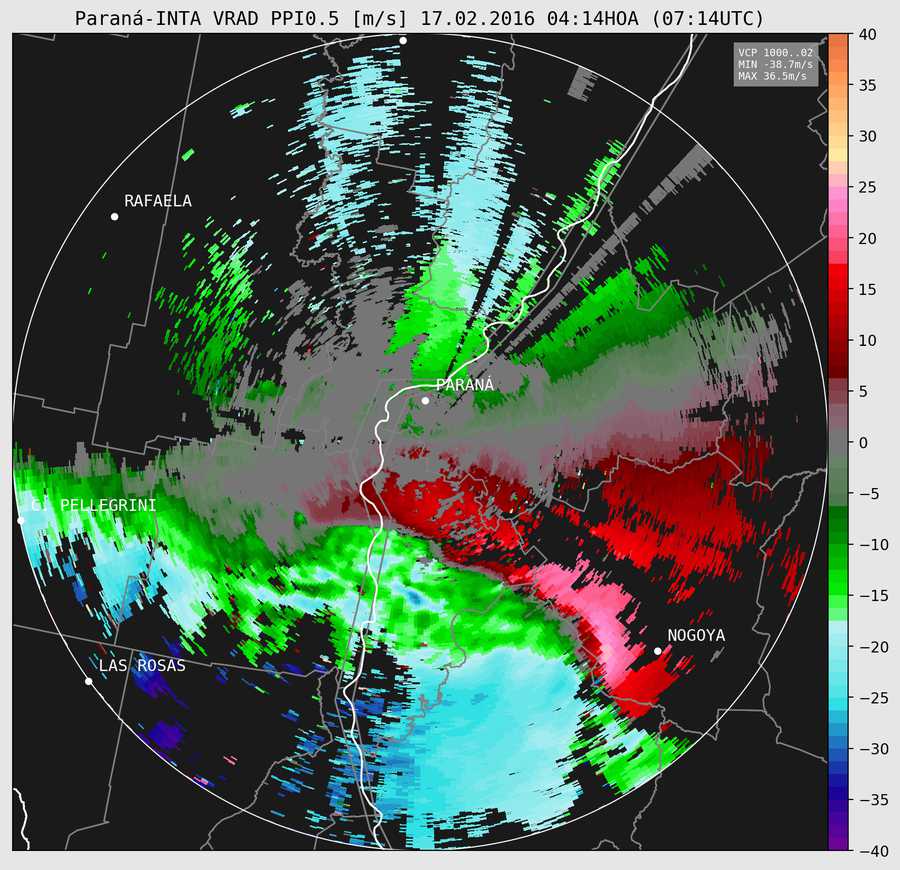 Paraná-INTA VRAD PPI0.5 [m/s] 17.02.2016 04:14HOA (07:14UTC)
VCP 1000..02
MIN -38.7m/s
MAX 36.5m/s
RAFAELA
PARANÁ
C. PELLEGRINI
NOGOYA
LAS ROSAS
40
35
30
25
20
15
10
5
0
−5
−10
−15
−20
−25
−30
−35
−40